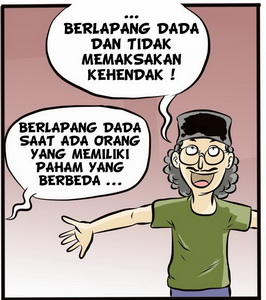 ...
BERLAPANG DADA
DAN TIDAK
MEMAKSAKAN
KEHENDAK !
BERLAPANG DADA
SAAT ADA ORANG
YANG MEMILIKI
PAHAM YANG
BERBEDA ...